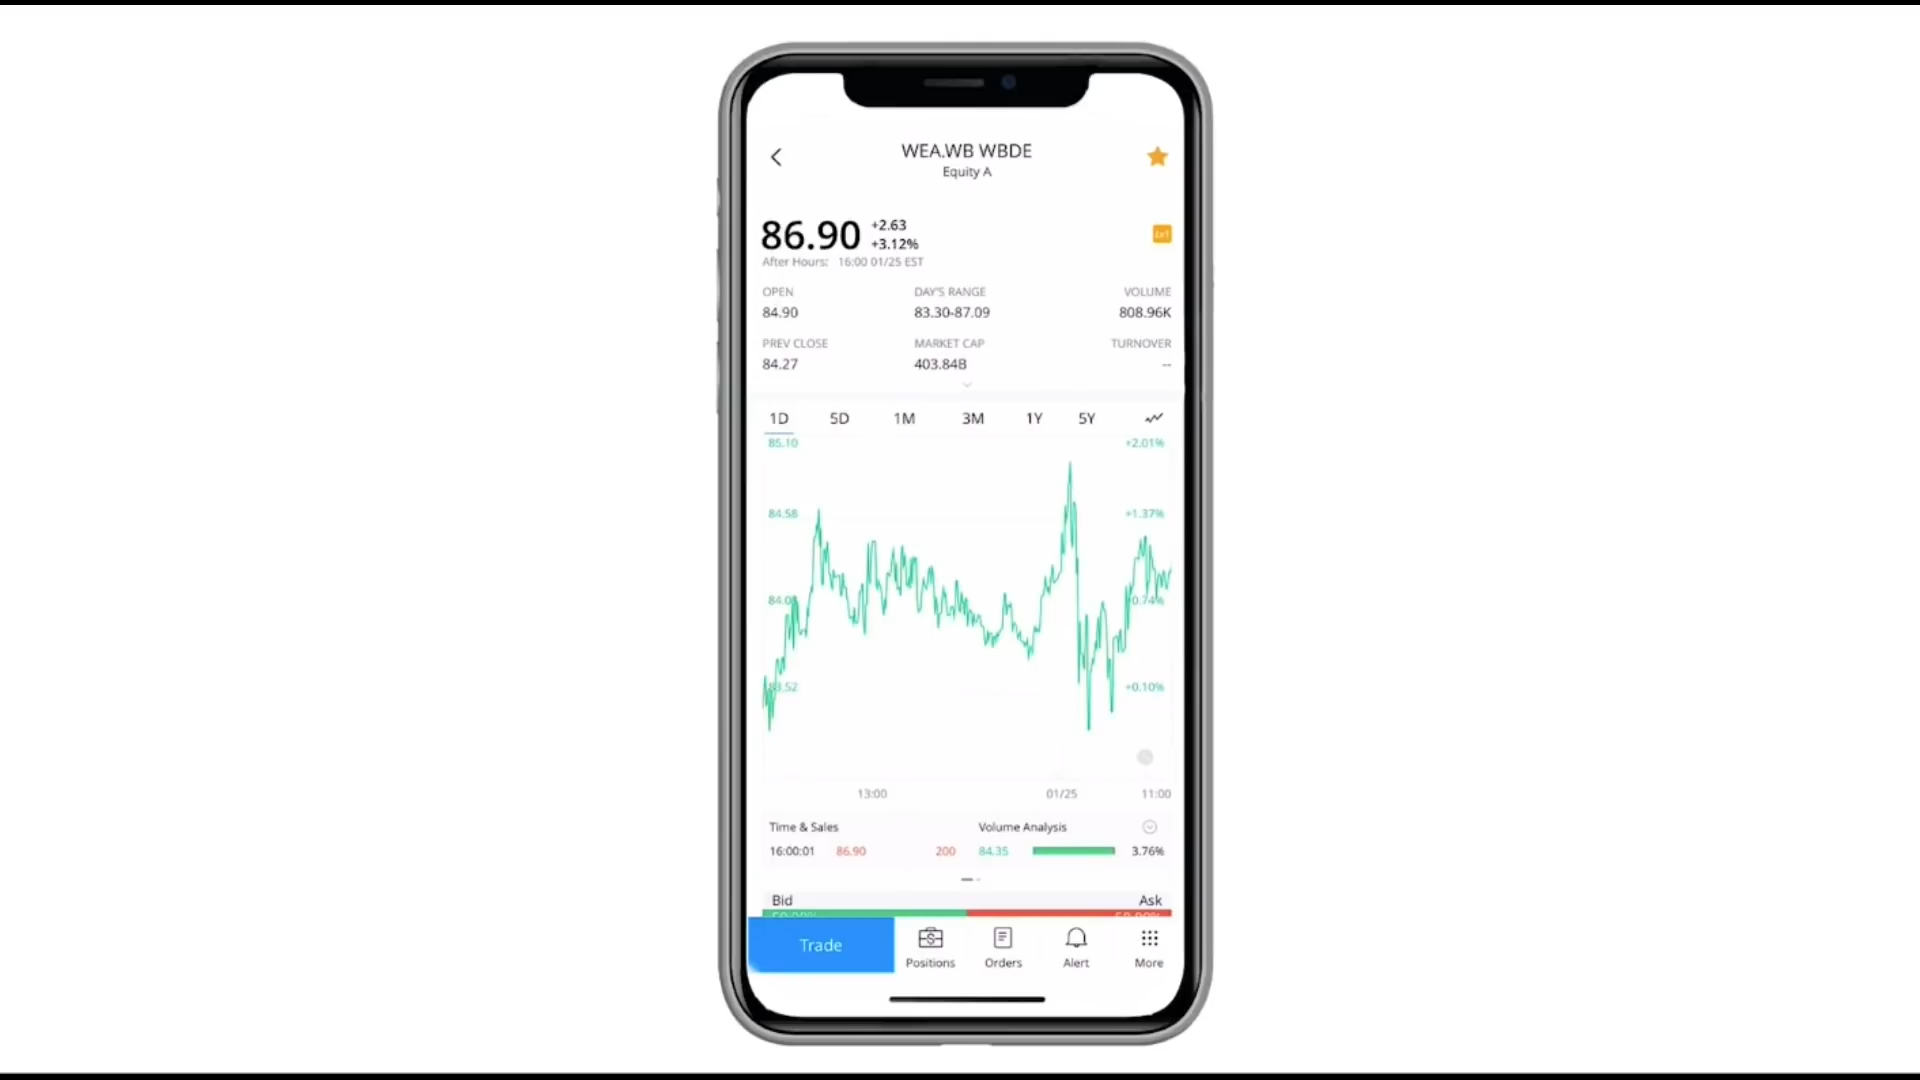 WEA.WB WBDE
Equity A
86.90 +2.63
+3.12%
After Hours: 16:00 01/25 EST
OPEN DAY'S RANGE VOLUME
84.90 83.30-87.09 808.96K
PREV CLOSE MARKET CAP TURNOVER
84.27 403.84B --
1D 5D 1M 3M 1Y 5Y
85.10 +2.01%
84.58 +1.37%
+0.74%
+0.10%
13:00 01/25 11:00
Time & Sales Volume Analysis
16:00:01 86.90 200 84.35 3.76%
Bid Ask
Trade Positions Orders Alert More